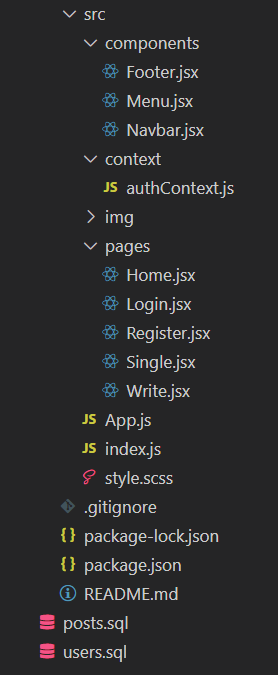 src
components
Footer.jsx
Menu.jsx
Navbar.jsx
context
JS authContext.js
img
pages
Home.jsx
Login.jsx
Register.jsx
Single.jsx
Write.jsx
JS App.js
JS index.js
style.scss
.gitignore
{} package-lock.json
{} package.json
README.md
posts.sql
users.sql